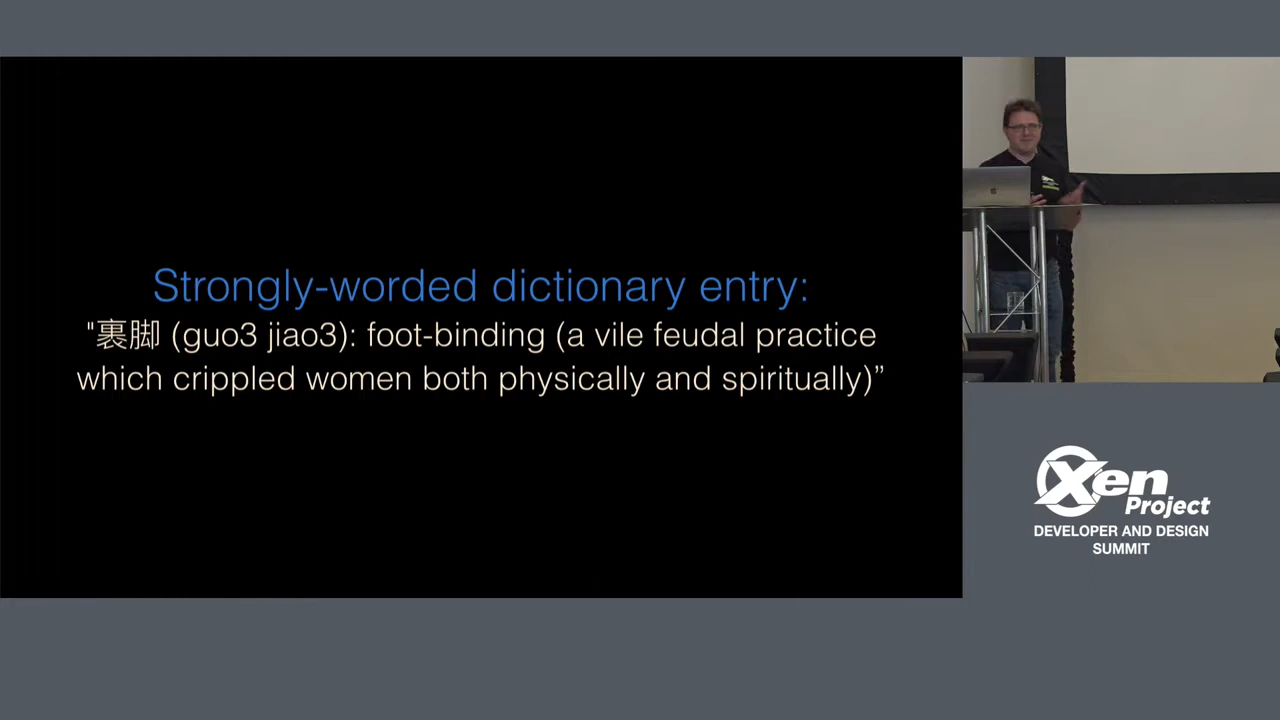 Strongly-worded dictionary entry:
"裹脚 (guo3 jiao3): foot-binding (a vile feudal practice
which crippled women both physically and spiritually)”
Xen
Project
DEVELOPER AND DESIGN
SUMMIT